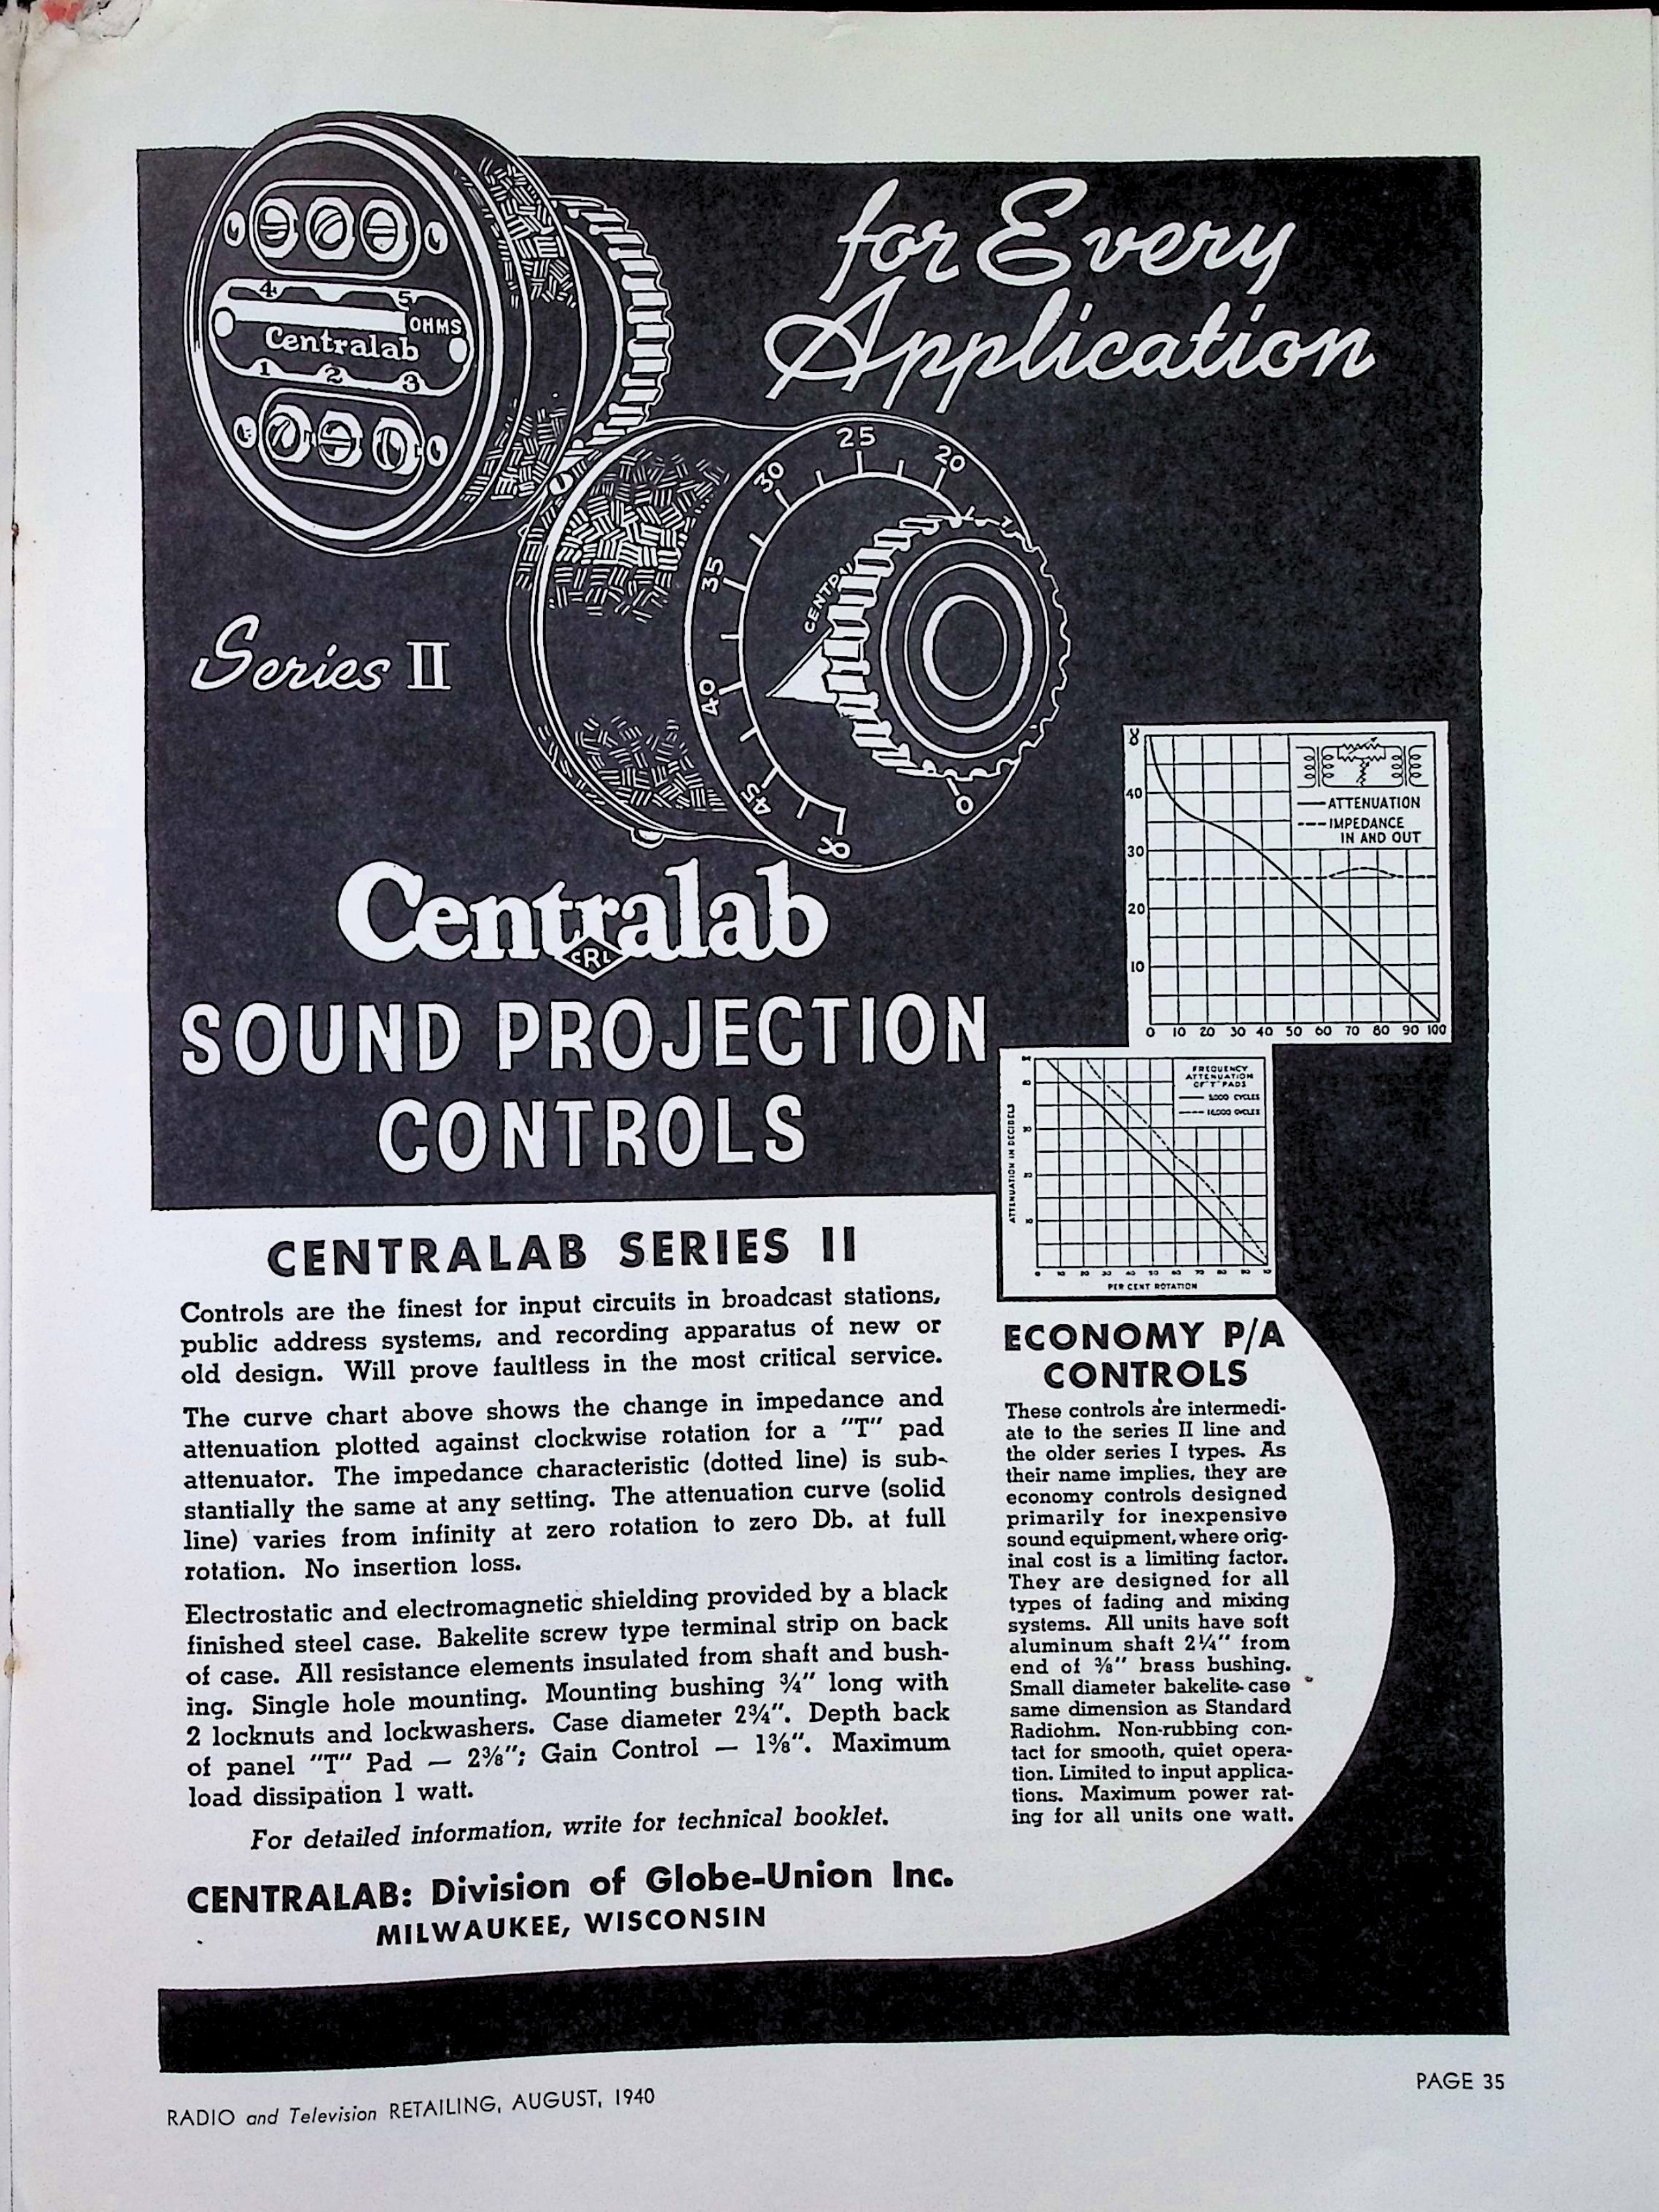 for Every
Application
4 5
OHMS
Centralab
1 2 3
25
20
30
35
40
45
∞
0
CENTRAL
Series II
Centralab
CRL
SOUND PROJECTION
CONTROLS
∞
40
30
20
10
0 10 20 30 40 50 60 70 80 90 100
ATTENUATION
IMPEDANCE
IN AND OUT
FREQUENCY
ATTENUATION
OF "T" PADS
ATTENUATION IN DECIBELS
40
30
20
10
0 10 20 30 40 50 60 70 80 90
PER CENT ROTATION
CENTRALAB SERIES II
Controls are the finest for input circuits in broadcast stations,
public address systems, and recording apparatus of new or
old design. Will prove faultless in the most critical service.
The curve chart above shows the change in impedance and
attenuation plotted against clockwise rotation for a "T" pad
attenuator. The impedance characteristic (dotted line) is sub-
stantially the same at any setting. The attenuation curve (solid
line) varies from infinity at zero rotation to zero Db. at full
rotation. No insertion loss.
Electrostatic and electromagnetic shielding provided by a black
finished steel case. Bakelite screw type terminal strip on back
of case. All resistance elements insulated from shaft and bush-
ing. Single hole mounting. Mounting bushing ¾" long with
2 locknuts and lockwashers. Case diameter 2¾". Depth back
of panel "T" Pad — 2⅜"; Gain Control — 1⅜". Maximum
load dissipation 1 watt.
For detailed information, write for technical booklet.
CENTRALAB: Division of Globe-Union Inc.
MILWAUKEE, WISCONSIN
ECONOMY P/A
CONTROLS
These controls are intermedi-
ate to the series II line and
the older series I types. As
their name implies, they are
economy controls designed
primarily for inexpensive
sound equipment, where orig-
inal cost is a limiting factor.
They are designed for all
types of fading and mixing
systems. All units have soft
aluminum shaft 2¼" from
end of ⅜" brass bushing.
Small diameter bakelite case
same dimension as Standard
Radiohm. Non-rubbing con-
tact for smooth, quiet opera-
tion. Limited to input applica-
tions. Maximum power rat-
ing for all units one watt.
RADIO and Television RETAILING, AUGUST, 1940
PAGE 35